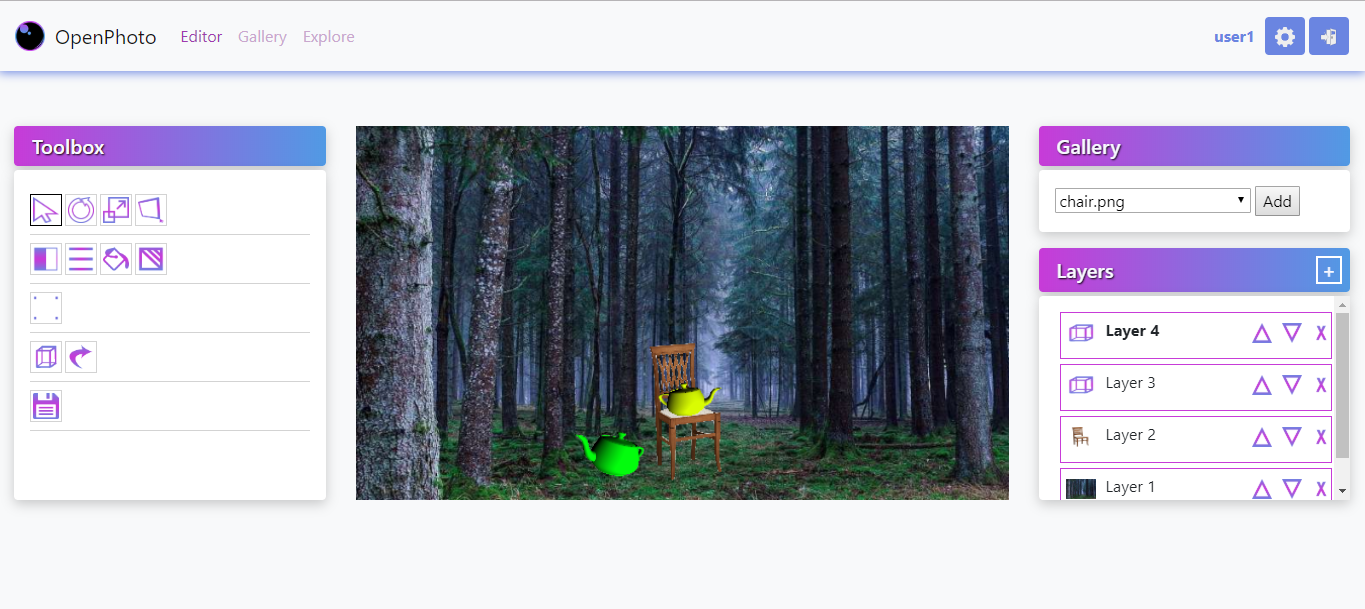 OpenPhoto Editor Gallery Explore user1
Toolbox
Gallery
chair.png Add
Layers +
Layer 4 X
Layer 3 X
Layer 2 X
Layer 1 X